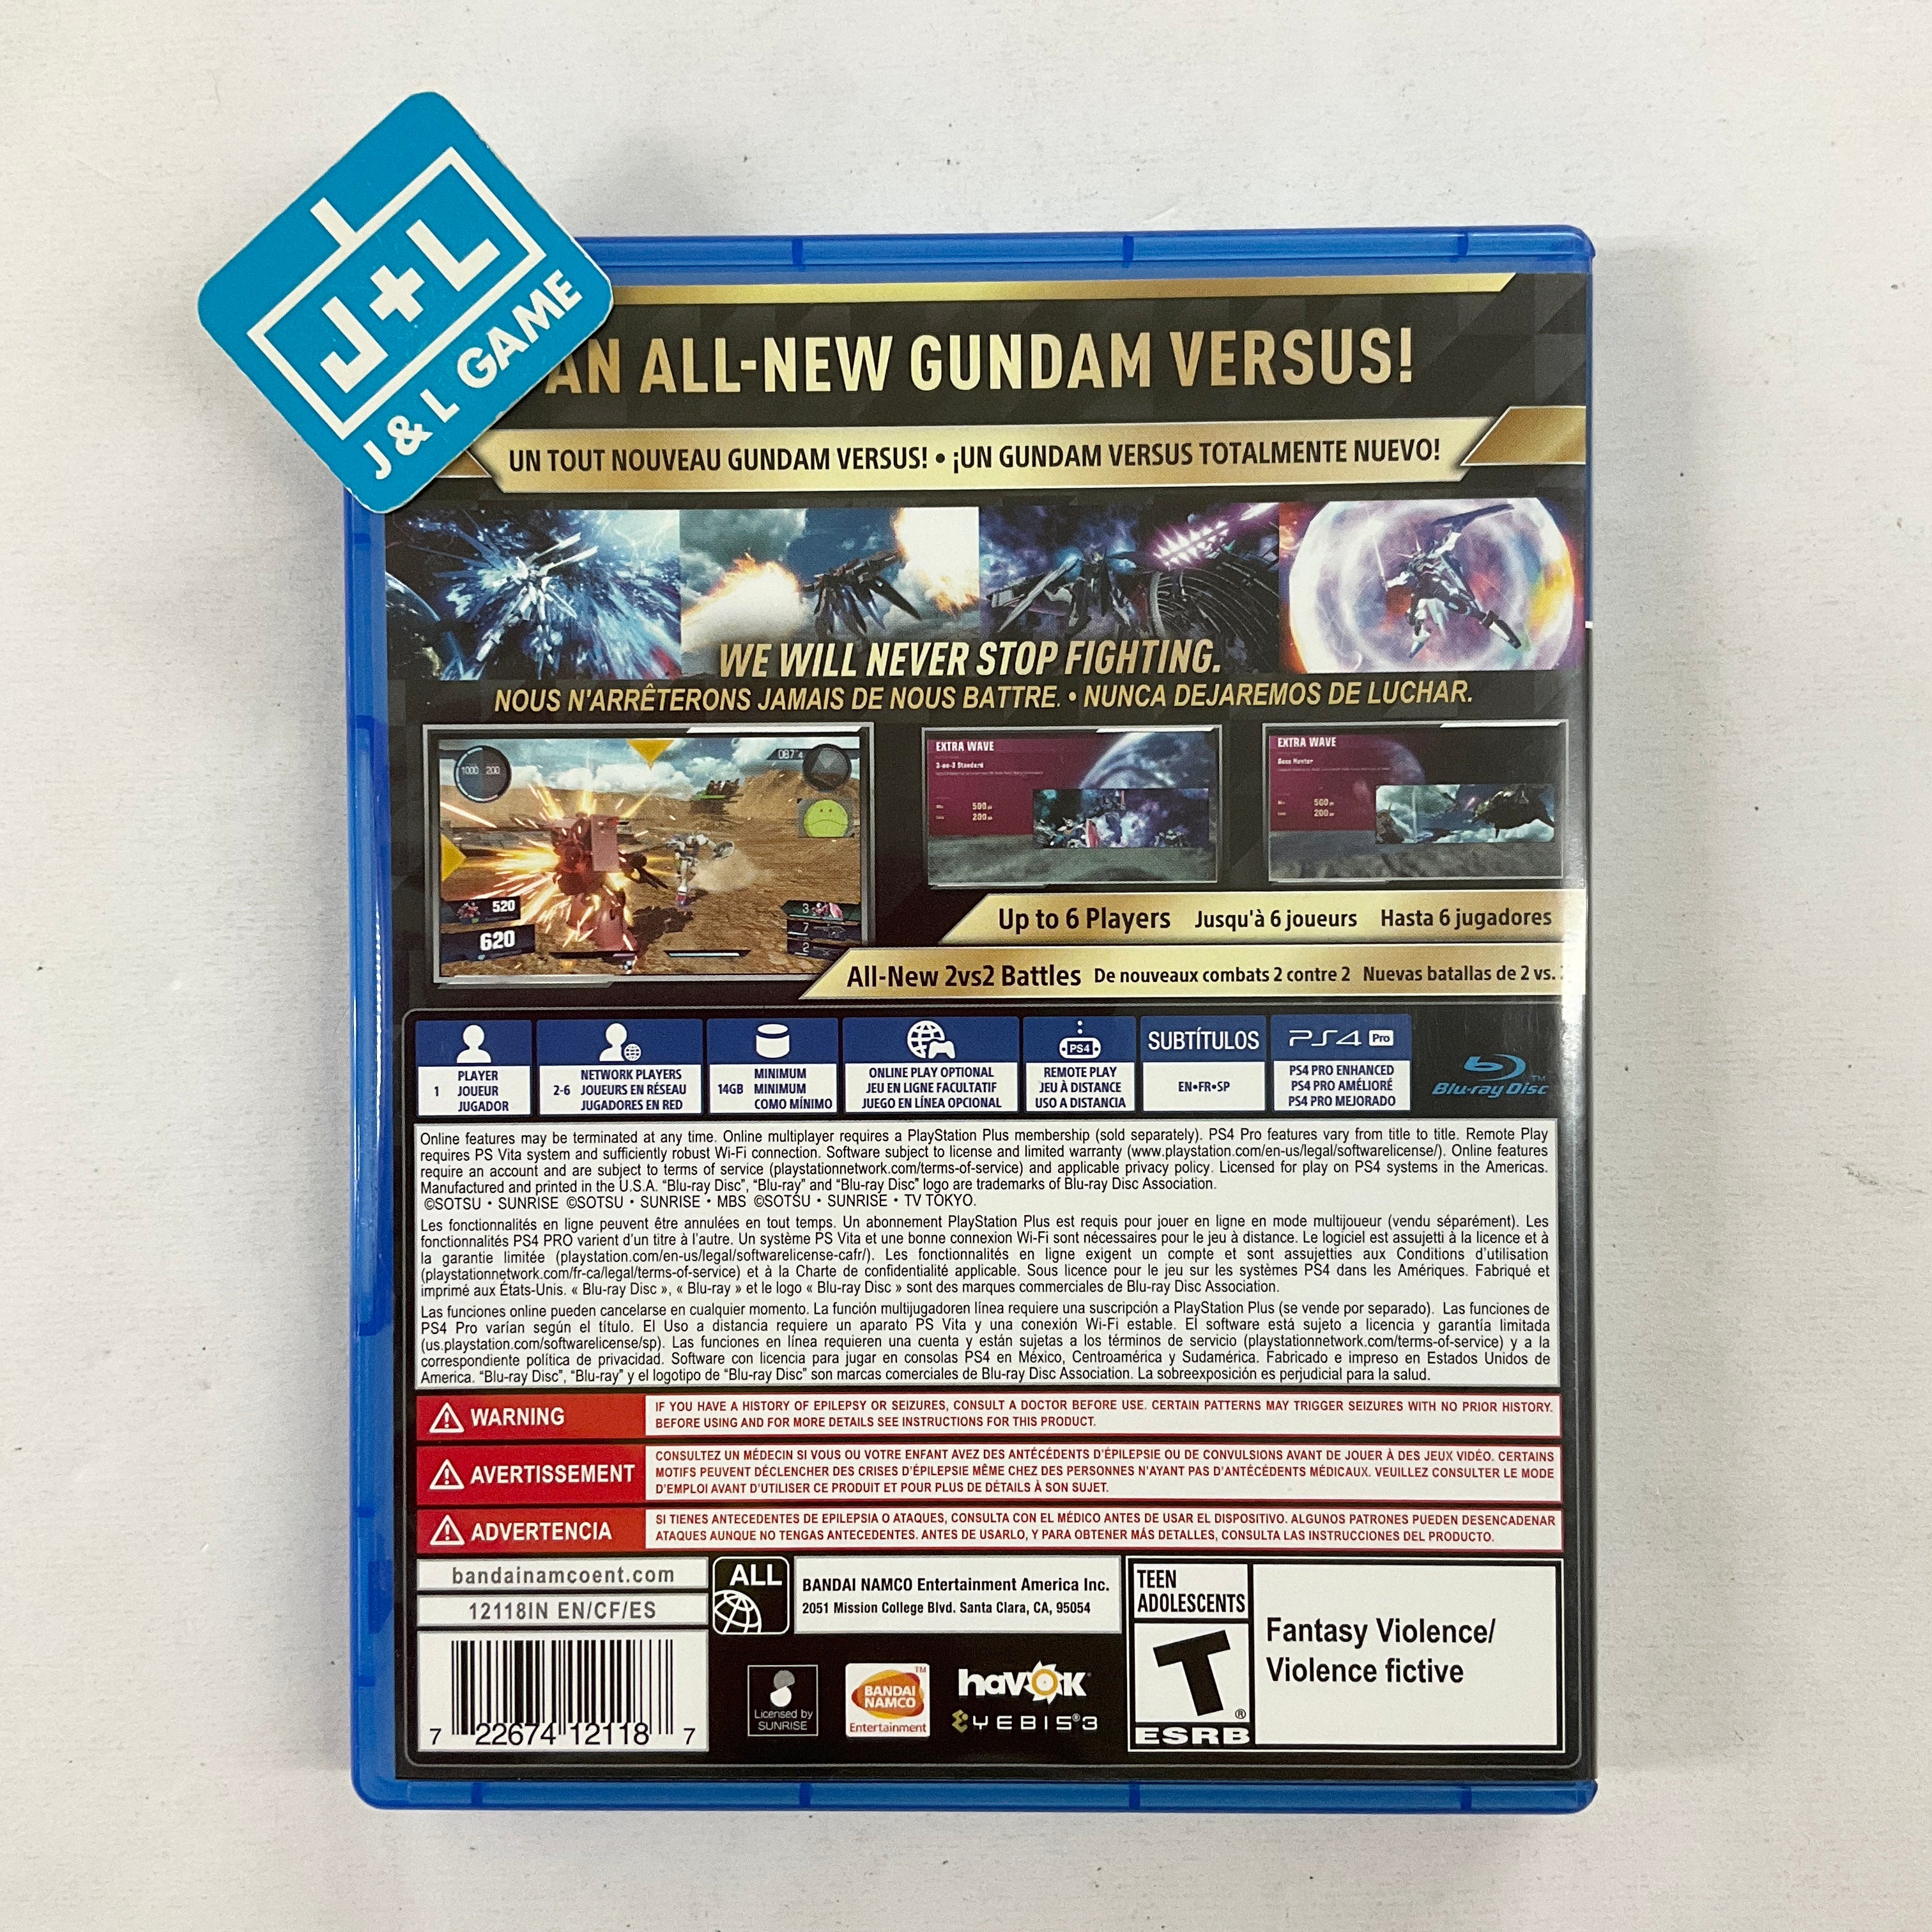 J+L
J & L GAME
AN ALL-NEW GUNDAM VERSUS!
UN TOUT NOUVEAU GUNDAM VERSUS! • ¡UN GUNDAM VERSUS TOTALMENTE NUEVO!
WE WILL NEVER STOP FIGHTING.
NOUS N'ARRÊTERONS JAMAIS DE NOUS BATTRE. • NUNCA DEJAREMOS DE LUCHAR.
1000 200
087"4
520
620
3
7
2
EXTRA WAVE
3-on-3 Standard
500
200
EXTRA WAVE
Boss Hunter
500
200
Up to 6 Players Jusqu'à 6 joueurs Hasta 6 jugadores
All-New 2vs2 Battles De nouveaux combats 2 contre 2 Nuevas batallas de 2 vs.
1 PLAYER
JOUEUR
JUGADOR
2-6 NETWORK PLAYERS
JOUEURS EN RÉSEAU
JUGADORES EN RED
14GB MINIMUM
MINIMUM
COMO MÍNIMO
ONLINE PLAY OPTIONAL
JEU EN LIGNE FACULTATIF
JUEGO EN LÍNEA OPCIONAL
PS4
REMOTE PLAY
JEU À DISTANCE
USO A DISTANCIA
SUBTÍTULOS
EN•FR•SP
PS4 Pro
PS4 PRO ENHANCED
PS4 PRO AMÉLIORÉ
PS4 PRO MEJORADO
Blu-ray Disc™
Online features may be terminated at any time. Online multiplayer requires a PlayStation Plus membership (sold separately). PS4 Pro features vary from title to title. Remote Play
requires PS Vita system and sufficiently robust Wi-Fi connection. Software subject to license and limited warranty (www.playstation.com/en-us/legal/softwarelicense/). Online features
require an account and are subject to terms of service (playstationnetwork.com/terms-of-service) and applicable privacy policy. Licensed for play on PS4 systems in the Americas.
Manufactured and printed in the U.S.A. "Blu-ray Disc", "Blu-ray" and "Blu-ray Disc" logo are trademarks of Blu-ray Disc Association.
©SOTSU・SUNRISE ©SOTSU・SUNRISE・MBS ©SOTSU・SUNRISE・TV TOKYO.
Les fonctionnalités en ligne peuvent être annulées en tout temps. Un abonnement PlayStation Plus est requis pour jouer en ligne en mode multijoueur (vendu séparément). Les
fonctionnalités PS4 PRO varient d'un titre à l'autre. Un système PS Vita et une bonne connexion Wi-Fi sont nécessaires pour le jeu à distance. Le logiciel est assujetti à la licence et à
la garantie limitée (playstation.com/en-us/legal/softwarelicense-cafr/). Les fonctionnalités en ligne exigent un compte et sont assujetties aux Conditions d'utilisation
(playstationnetwork.com/fr-ca/legal/terms-of-service) et à la Charte de confidentialité applicable. Sous licence pour le jeu sur les systèmes PS4 dans les Amériques. Fabriqué et
imprimé aux États-Unis. « Blu-ray Disc », « Blu-ray » et le logo « Blu-ray Disc » sont des marques commerciales de Blu-ray Disc Association.
Las funciones online pueden cancelarse en cualquier momento. La función multijugadoren línea requiere una suscripción a PlayStation Plus (se vende por separado). Las funciones de
PS4 Pro varían según el título. El Uso a distancia requiere un aparato PS Vita y una conexión Wi-Fi estable. El software está sujeto a licencia y garantía limitada
(us.playstation.com/softwarelicense/sp). Las funciones en línea requieren una cuenta y están sujetas a los términos de servicio (playstationnetwork.com/terms-of-service) y a la
correspondiente política de privacidad. Software con licencia para jugar en consolas PS4 en México, Centroamérica y Sudamérica. Fabricado e impreso en Estados Unidos de
America. "Blu-ray Disc", "Blu-ray" y el logotipo de "Blu-ray Disc" son marcas comerciales de Blu-ray Disc Association. La sobreexposición es perjudicial para la salud.
WARNING
IF YOU HAVE A HISTORY OF EPILEPSY OR SEIZURES, CONSULT A DOCTOR BEFORE USE. CERTAIN PATTERNS MAY TRIGGER SEIZURES WITH NO PRIOR HISTORY.
BEFORE USING AND FOR MORE DETAILS SEE INSTRUCTIONS FOR THIS PRODUCT.
AVERTISSEMENT
CONSULTEZ UN MÉDECIN SI VOUS OU VOTRE ENFANT AVEZ DES ANTÉCÉDENTS D'ÉPILEPSIE OU DE CONVULSIONS AVANT DE JOUER À DES JEUX VIDÉO. CERTAINS
MOTIFS PEUVENT DÉCLENCHER DES CRISES D'ÉPILEPSIE MÊME CHEZ DES PERSONNES N'AYANT PAS D'ANTÉCÉDENTS MÉDICAUX. VEUILLEZ CONSULTER LE MODE
D'EMPLOI AVANT D'UTILISER CE PRODUIT ET POUR PLUS DE DÉTAILS À SON SUJET.
ADVERTENCIA
SI TIENES ANTECEDENTES DE EPILEPSIA O ATAQUES, CONSULTA CON EL MÉDICO ANTES DE USAR EL DISPOSITIVO. ALGUNOS PATRONES PUEDEN DESENCADENAR
ATAQUES AUNQUE NO TENGAS ANTECEDENTES. ANTES DE USARLO, Y PARA OBTENER MÁS DETALLES, CONSULTA LAS INSTRUCCIONES DEL PRODUCTO.
bandainamcoent.com
12118IN EN/CF/ES
ALL
BANDAI NAMCO Entertainment America Inc.
2051 Mission College Blvd. Santa Clara, CA, 95054
TEEN
ADOLESCENTS
T®
ESRB
Fantasy Violence/
Violence fictive
7 22674 12118 7
Licensed by
SUNRISE
BANDAI
NAMCO™
Entertainment
havok
YEBIS®3